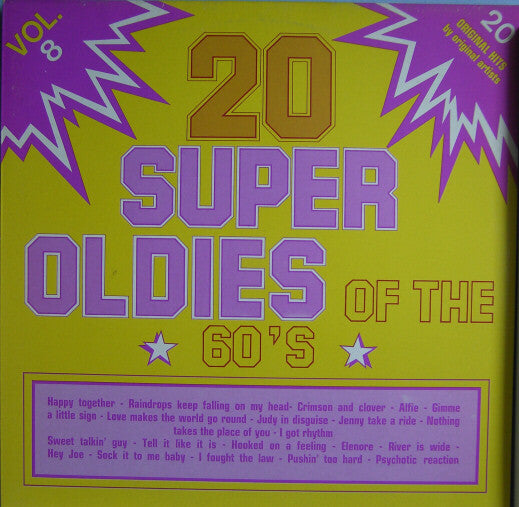 VOL. 8
20
ORIGINAL HITS
by original artists
20
SUPER
OLDIES OF THE
60'S
Happy together - Raindrops keep falling on my head- Crimson and clover - Alfie - Gimme
a little sign - Love makes the world go round - Judy in disguise - Jenny take a ride - Nothing
takes the place of you - I got rhythm
Sweet talkin' guy - Tell it like it is - Hooked on a feeling - Elenore - River is wide -
Hey Joe - Sock it to me baby - I fought the law - Pushin' too hard - Psychotic reaction